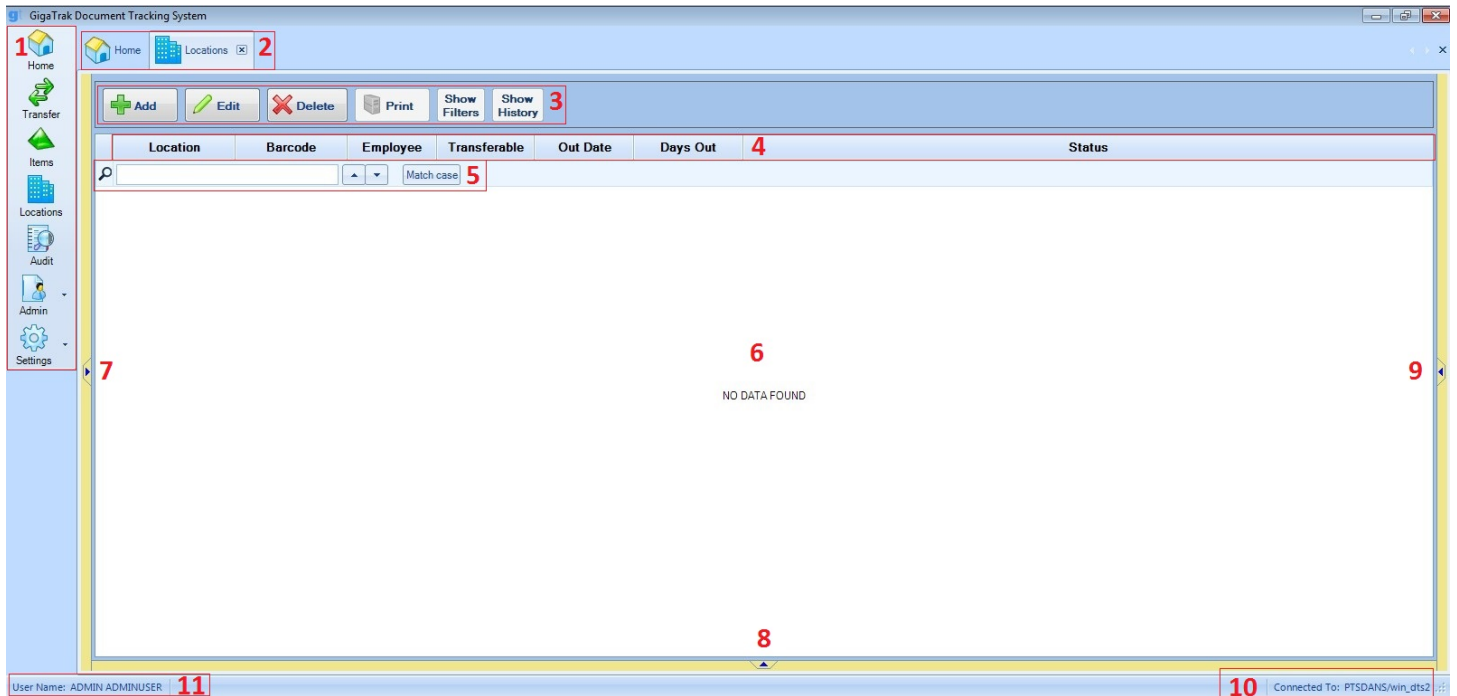 g GigaTrak Document Tracking System
1 Home
Home Locations 2
Transfer
Items
Locations
Audit
Admin
Settings
Add Edit Delete Print Show Filters Show History 3
Location Barcode Employee Transferable Out Date Days Out 4 Status
Match case 5
6
7
9
NO DATA FOUND
8
User Name: ADMIN ADMINUSER 11
10 Connected To: PTSDANS/win_dts2